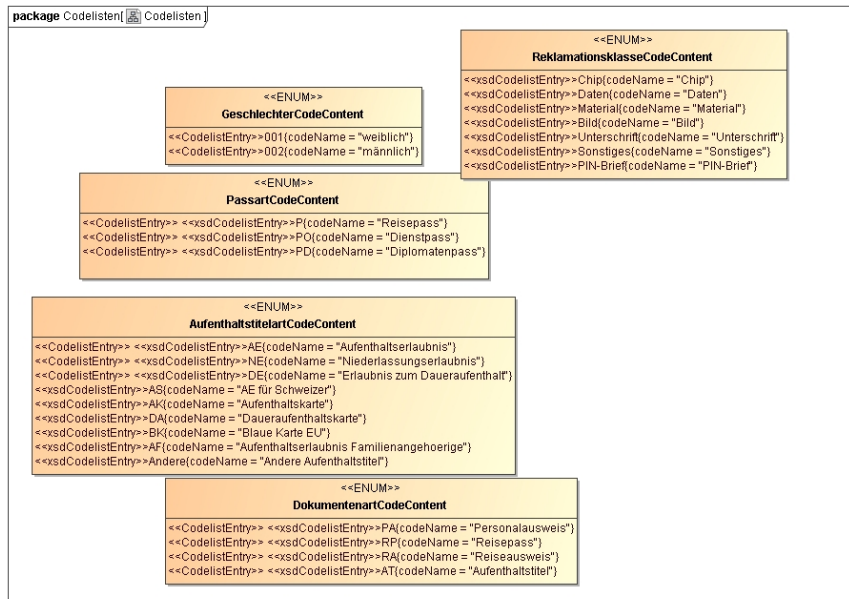 package Codelisten[ Codelisten ]
<<ENUM>>
ReklamationsklasseCodeContent
<<xsdCodelistEntry>>Chip{codeName = "Chip"}
<<xsdCodelistEntry>>Daten{codeName = "Daten"}
<<xsdCodelistEntry>>Material{codeName = "Material"}
<<xsdCodelistEntry>>Bild{codeName = "Bild"}
<<xsdCodelistEntry>>Unterschrift{codeName = "Unterschrift"}
<<xsdCodelistEntry>>Sonstiges{codeName = "Sonstiges"}
<<xsdCodelistEntry>>PIN-Brief{codeName = "PIN-Brief"}
<<ENUM>>
GeschlechterCodeContent
<<CodelistEntry>>001{codeName = "weiblich"}
<<CodelistEntry>>002{codeName = "männlich"}
<<ENUM>>
PassartCodeContent
<<CodelistEntry>> <<xsdCodelistEntry>>P{codeName = "Reisepass"}
<<CodelistEntry>> <<xsdCodelistEntry>>PO{codeName = "Dienstpass"}
<<CodelistEntry>> <<xsdCodelistEntry>>PD{codeName = "Diplomatenpass"}
<<ENUM>>
AufenthaltstitelartCodeContent
<<CodelistEntry>> <<xsdCodelistEntry>>AE{codeName = "Aufenthaltserlaubnis"}
<<CodelistEntry>> <<xsdCodelistEntry>>NE{codeName = "Niederlassungserlaubnis"}
<<CodelistEntry>> <<xsdCodelistEntry>>DE{codeName = "Erlaubnis zum Daueraufenthalt"}
<<xsdCodelistEntry>>AS{codeName = "AE für Schweizer"}
<<xsdCodelistEntry>>AK{codeName = "Aufenthaltskarte"}
<<xsdCodelistEntry>>DA{codeName = "Daueraufenthaltskarte"}
<<xsdCodelistEntry>>BK{codeName = "Blaue Karte EU"}
<<xsdCodelistEntry>>AF{codeName = "Aufenthaltserlaubnis Familienangehoerige"}
<<xsdCodelistEntry>>Andere{codeName = "Andere Aufenthaltstitel"}
<<ENUM>>
DokumentenartCodeContent
<<CodelistEntry>> <<xsdCodelistEntry>>PA{codeName = "Personalausweis"}
<<CodelistEntry>> <<xsdCodelistEntry>>RP{codeName = "Reisepass"}
<<CodelistEntry>> <<xsdCodelistEntry>>RA{codeName = "Reiseausweis"}
<<CodelistEntry>> <<xsdCodelistEntry>>AT{codeName = "Aufenthaltstitel"}